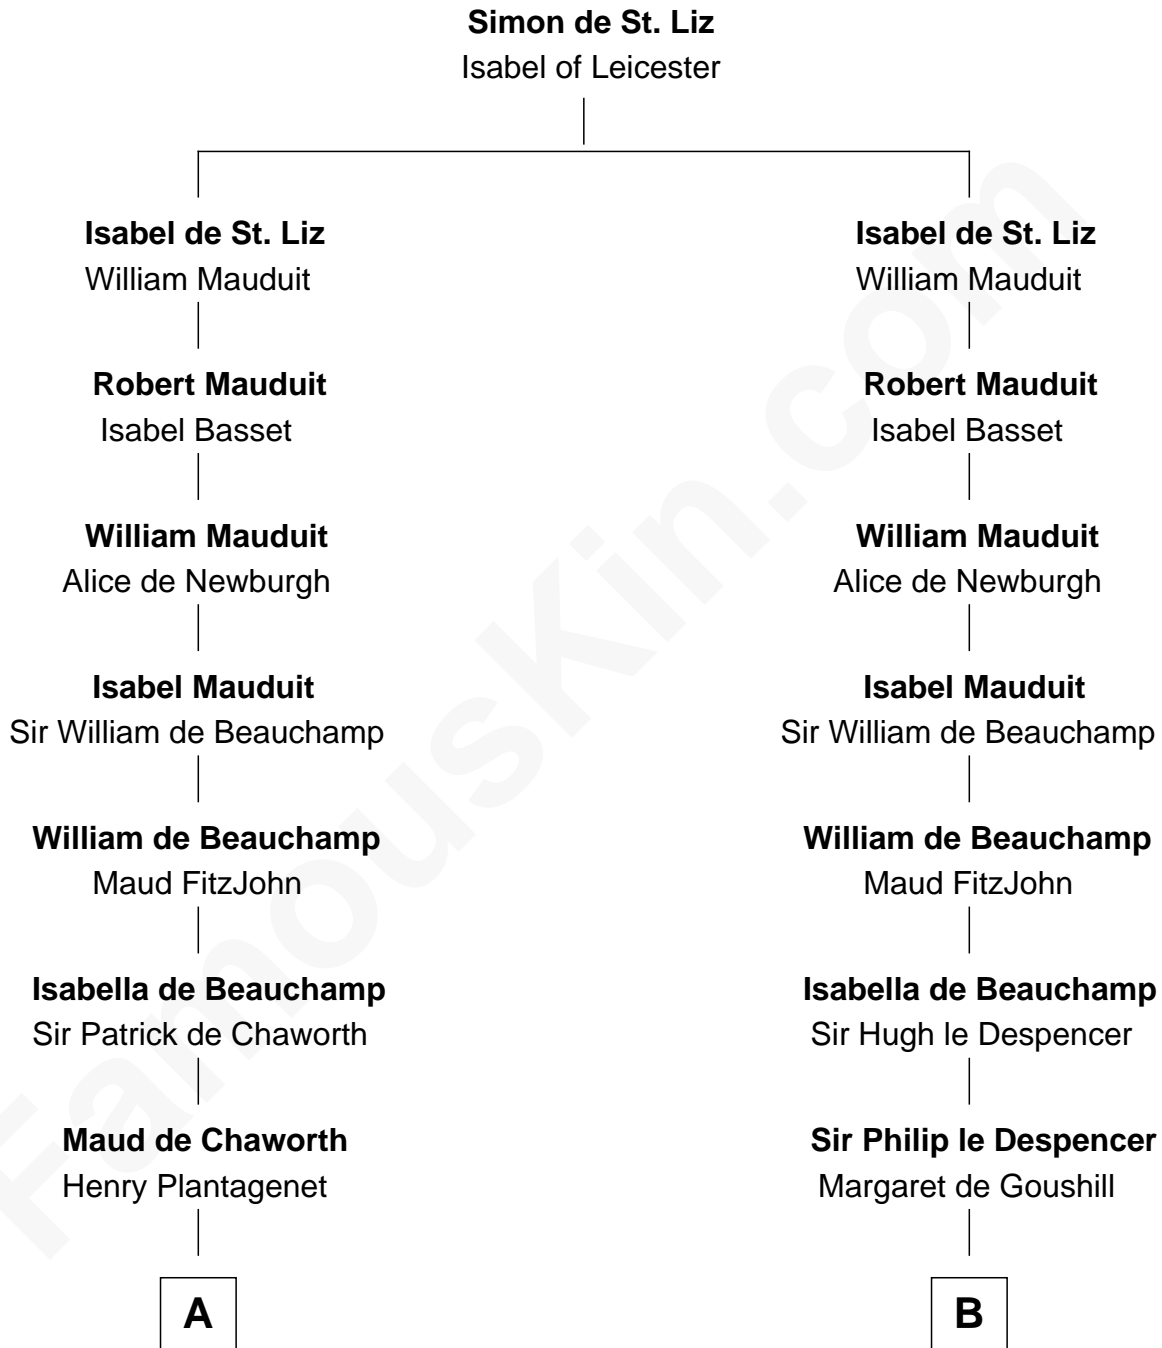 Simon de St. Liz
Isabel of Leicester
Isabel de St. Liz
William Mauduit
Robert Mauduit
Isabel Basset
William Mauduit
Alice de Newburgh
Isabel Mauduit
Sir William de Beauchamp
William de Beauchamp
Maud FitzJohn
Isabella de Beauchamp
Sir Patrick de Chaworth
Maud de Chaworth
Henry Plantagenet
A
Isabel de St. Liz
William Mauduit
Robert Mauduit
Isabel Basset
William Mauduit
Alice de Newburgh
Isabel Mauduit
Sir William de Beauchamp
William de Beauchamp
Maud FitzJohn
Isabella de Beauchamp
Sir Hugh le Despencer
Sir Philip le Despencer
Margaret de Goushill
B
FamousKin.com